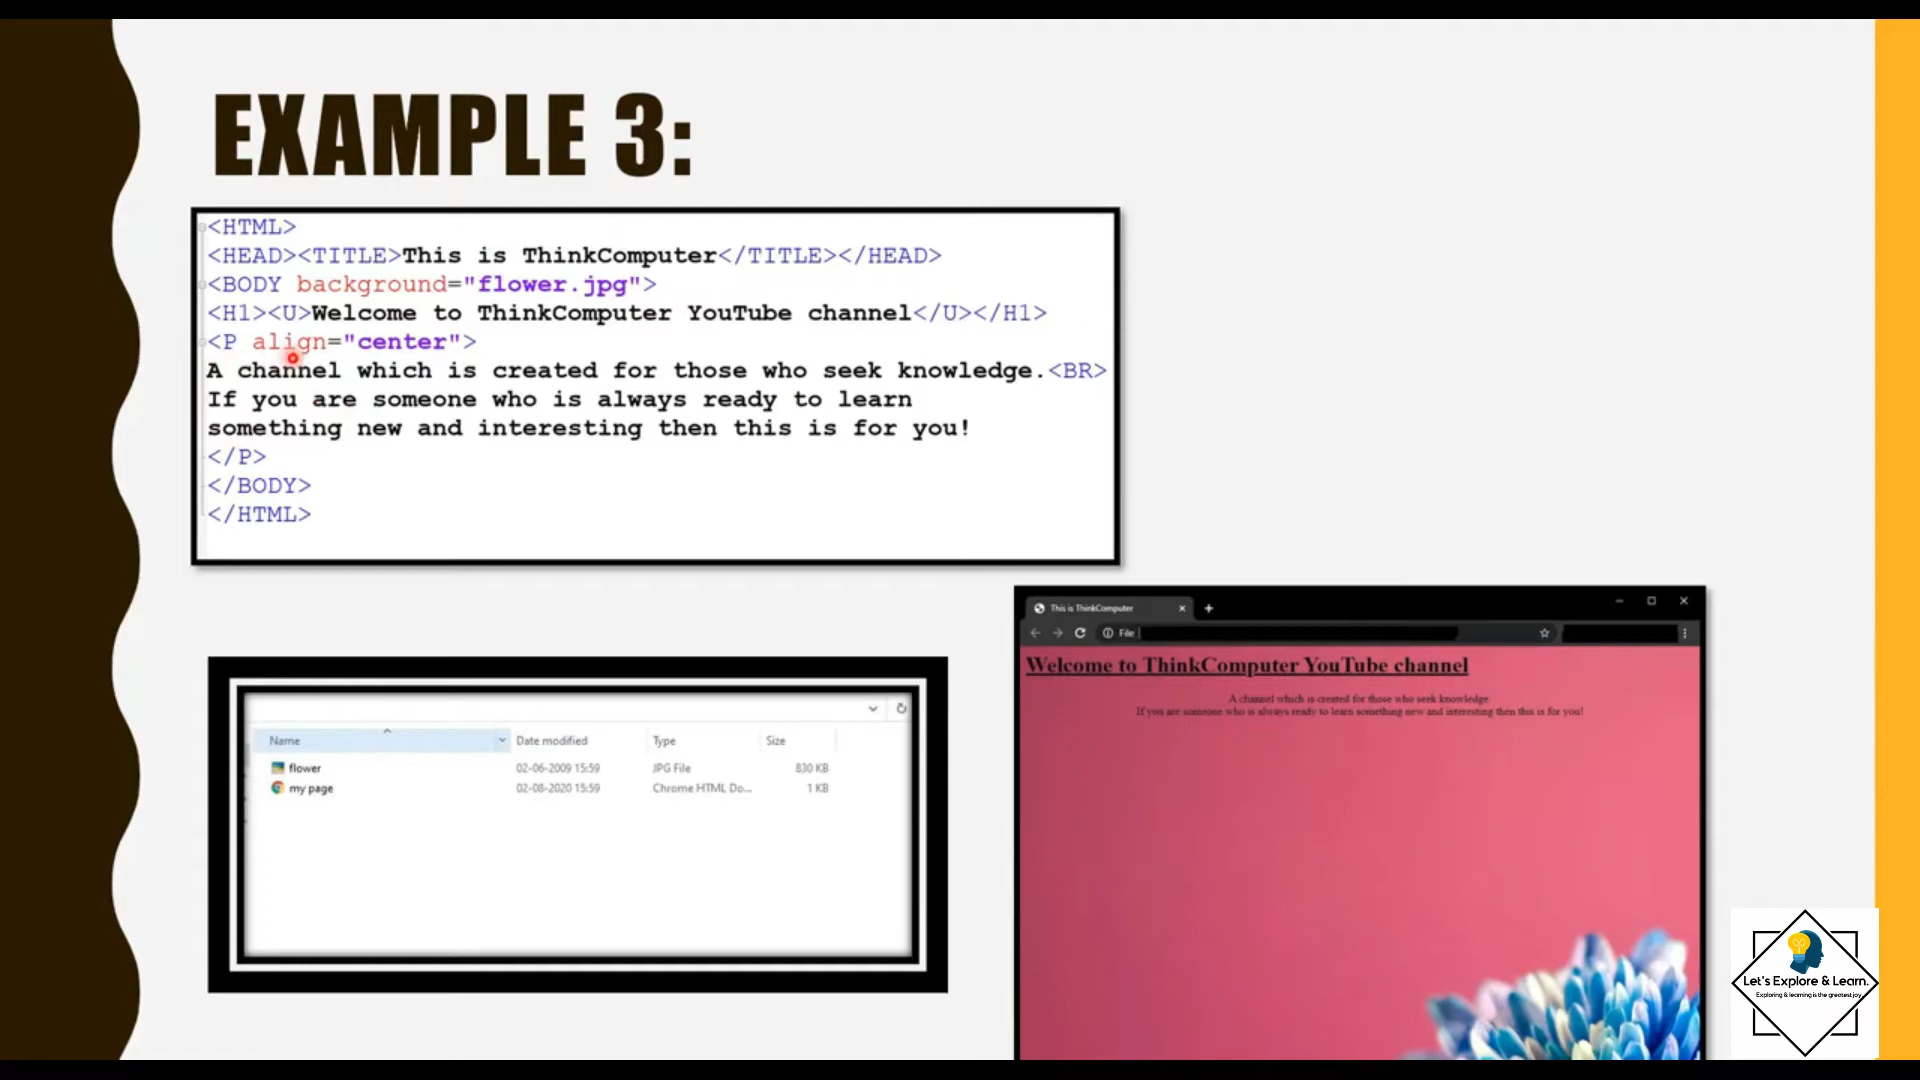 EXAMPLE 3:
<HTML>
<HEAD><TITLE>This is ThinkComputer</TITLE></HEAD>
<BODY background="flower.jpg">
<H1><U>Welcome to ThinkComputer YouTube channel</U></H1>
<P align="center">
A channel which is created for those who seek knowledge.<BR>
If you are someone who is always ready to learn
something new and interesting then this is for you!
</P>
</BODY>
</HTML>
Name Date modified Type Size
flower 02-06-2009 15:59 JPG File 830 KB
my page 02-08-2020 15:59 Chrome HTML Do... 1 KB
This is ThinkComputer
File
Welcome to ThinkComputer YouTube channel
A channel which is created for those who seek knowledge
If you are someone who is always ready to learn something new and interesting then this is for you!
Let's Explore & Learn.
Exploring & learning is the greatest joy